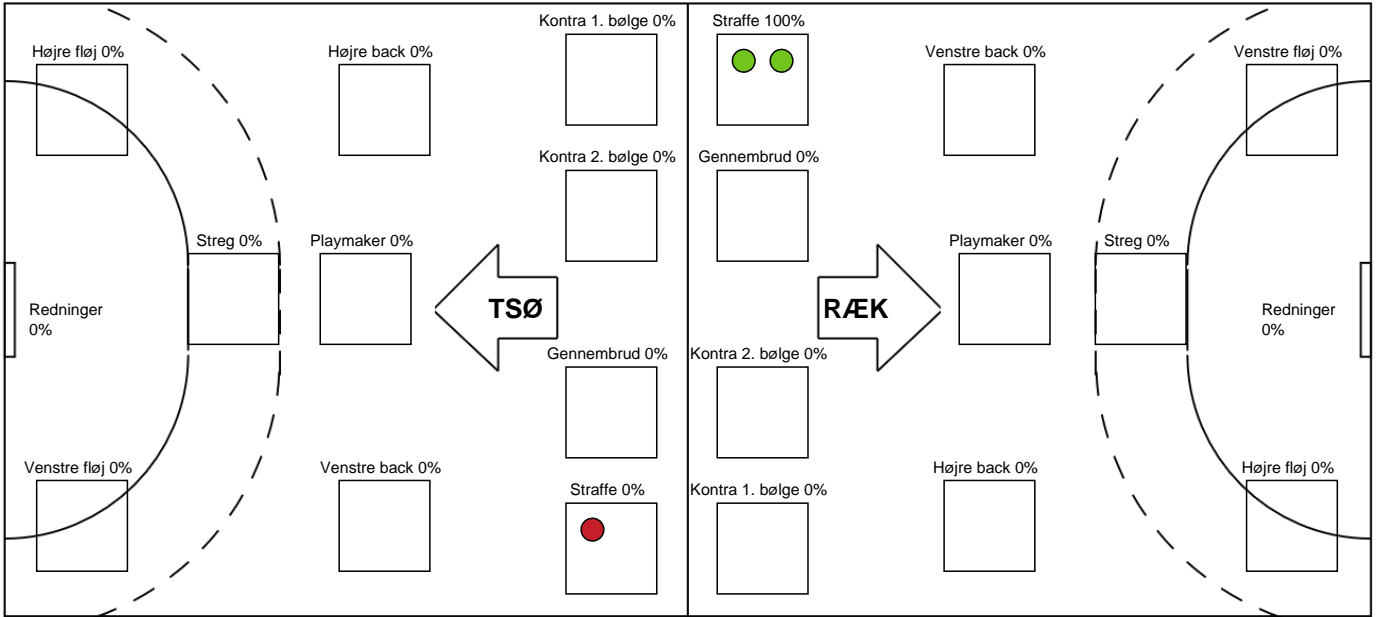 Kontra 1. bølge 0%
Straffe 100%
Højre fløj 0%
Højre back 0%
Venstre back 0%
Venstre fløj 0%
Kontra 2. bølge 0%
Gennembrud 0%
Streg 0%
Playmaker 0%
Playmaker 0%
Streg 0%
Redninger
0%
TSØ
RÆK
Redninger
0%
Gennembrud 0%
Kontra 2. bølge 0%
Venstre fløj 0%
Venstre back 0%
Højre back 0%
Højre fløj 0%
Straffe 0%
Kontra 1. bølge 0%